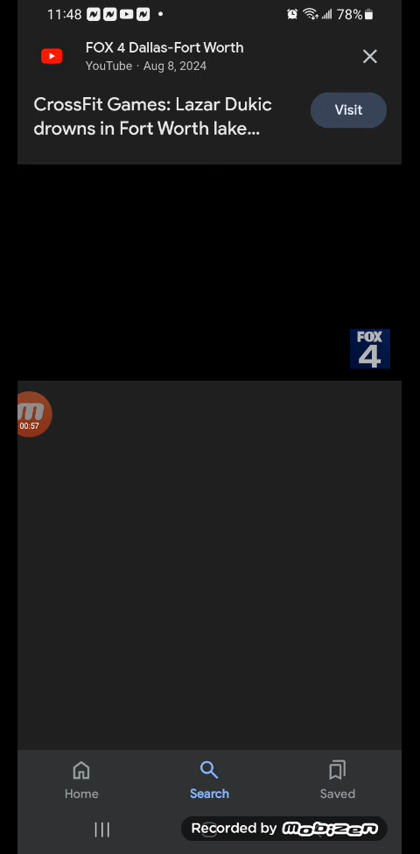 11:48 78%
FOX 4 Dallas-Fort Worth
YouTube · Aug 8, 2024
CrossFit Games: Lazar Dukic
drowns in Fort Worth lake...
Visit
FOX
4
m
00:57
Home Search Saved
Recorded by mobizen